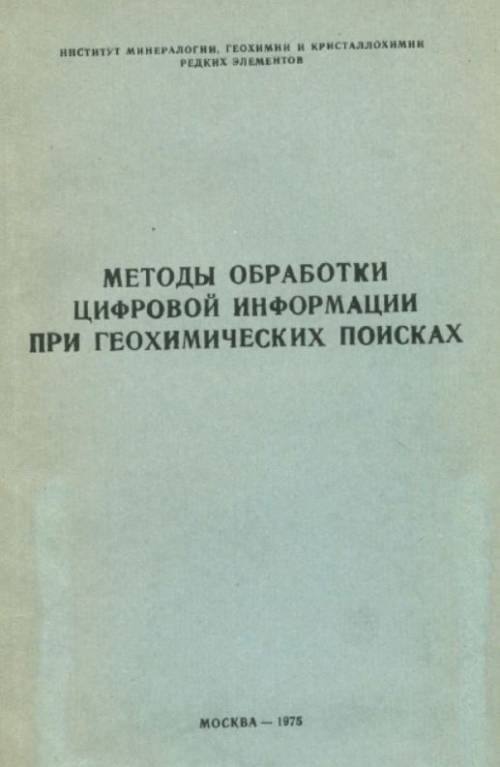 ИНСТИТУТ МИНЕРАЛОГИИ, ГЕОХИМИИ И КРИСТАЛЛОХИМИИ
РЕДКИХ ЭЛЕМЕНТОВ
МЕТОДЫ ОБРАБОТКИ
ЦИФРОВОЙ ИНФОРМАЦИИ
ПРИ ГЕОХИМИЧЕСКИХ ПОИСКАХ
МОСКВА — 1975